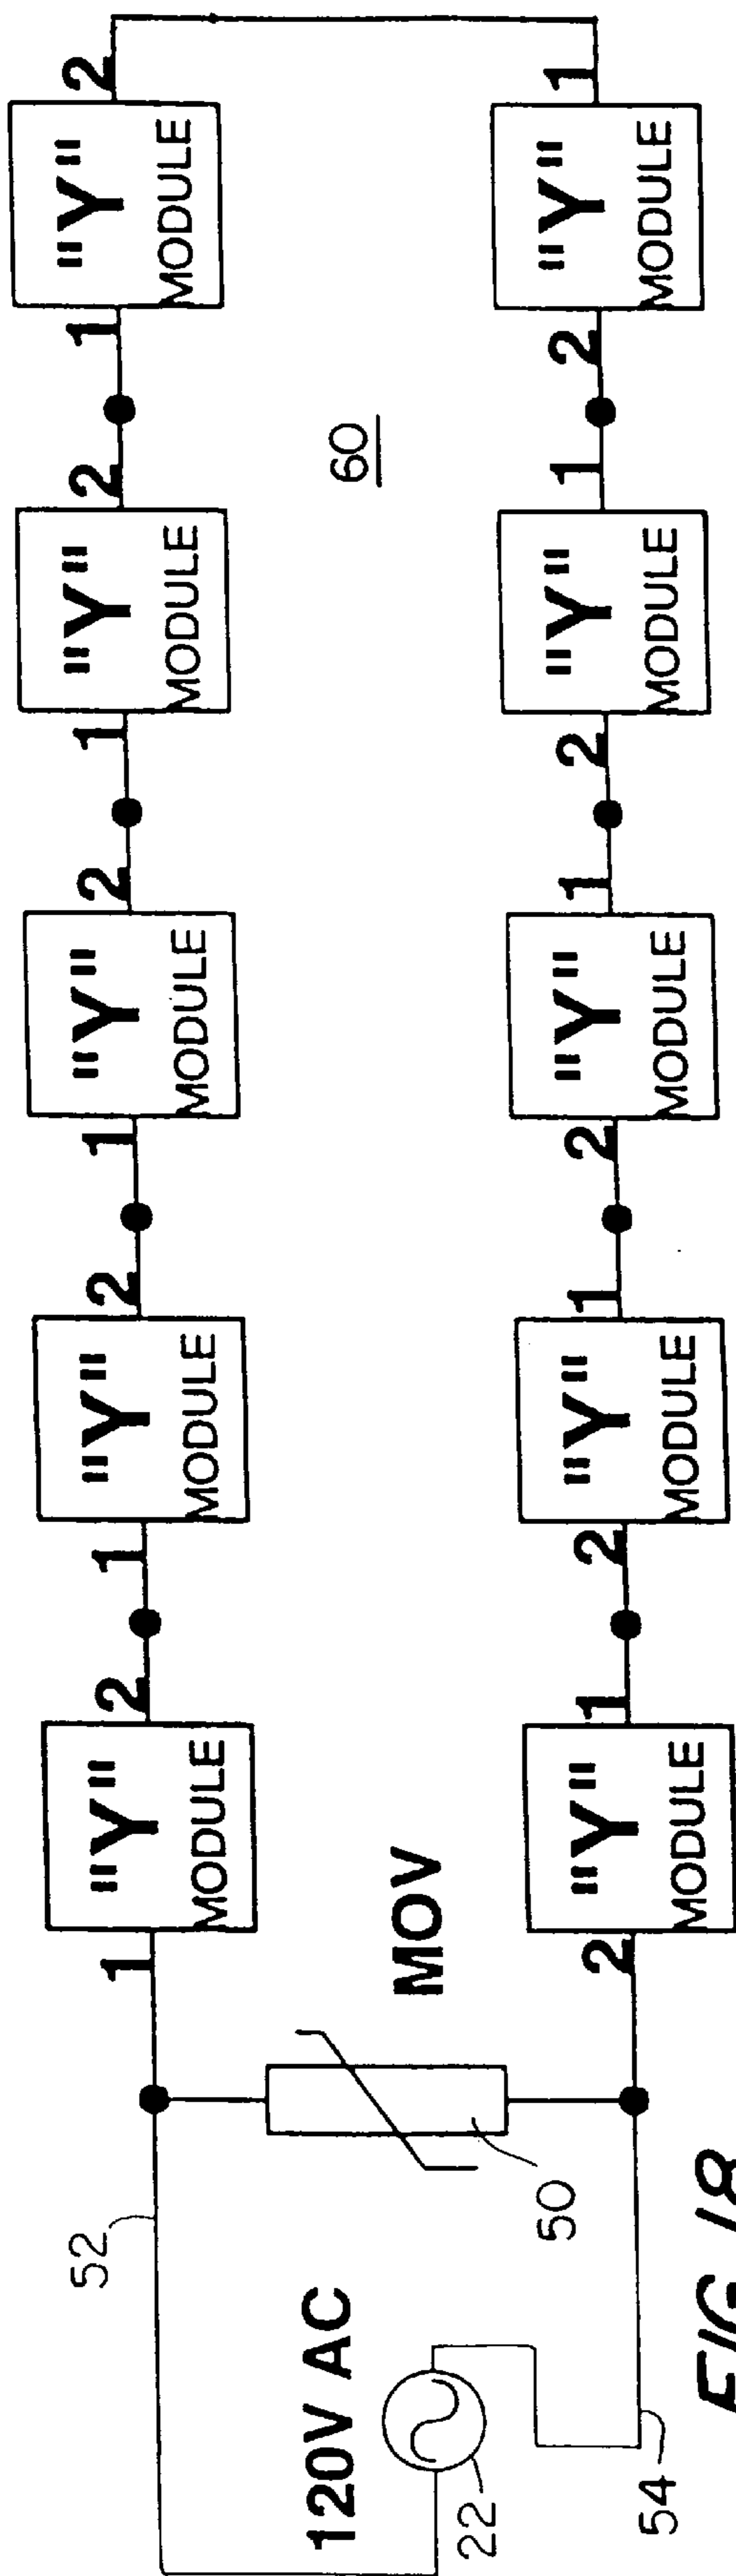 1 "Y" MODULE 2 1 "Y" MODULE 2 1 "Y" MODULE 2 1 "Y" MODULE 2 1 "Y" MODULE 2
52
60
120V AC
MOV
22
50
2 "Y" MODULE 1 2 "Y" MODULE 1 2 "Y" MODULE 1 2 "Y" MODULE 1 2 "Y" MODULE 1
54
FIG. 18